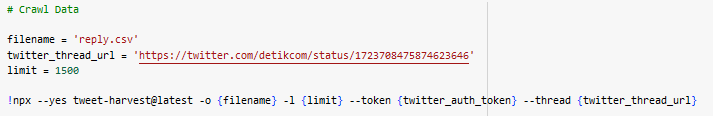 # Crawl Data
filename = 'reply.csv'
twitter_thread_url = 'https://twitter.com/detikcom/status/1723708475874623646'
limit = 1500
!npx --yes tweet-harvest@latest -o {filename} -l {limit} --token {twitter_auth_token} --thread {twitter_thread_url}